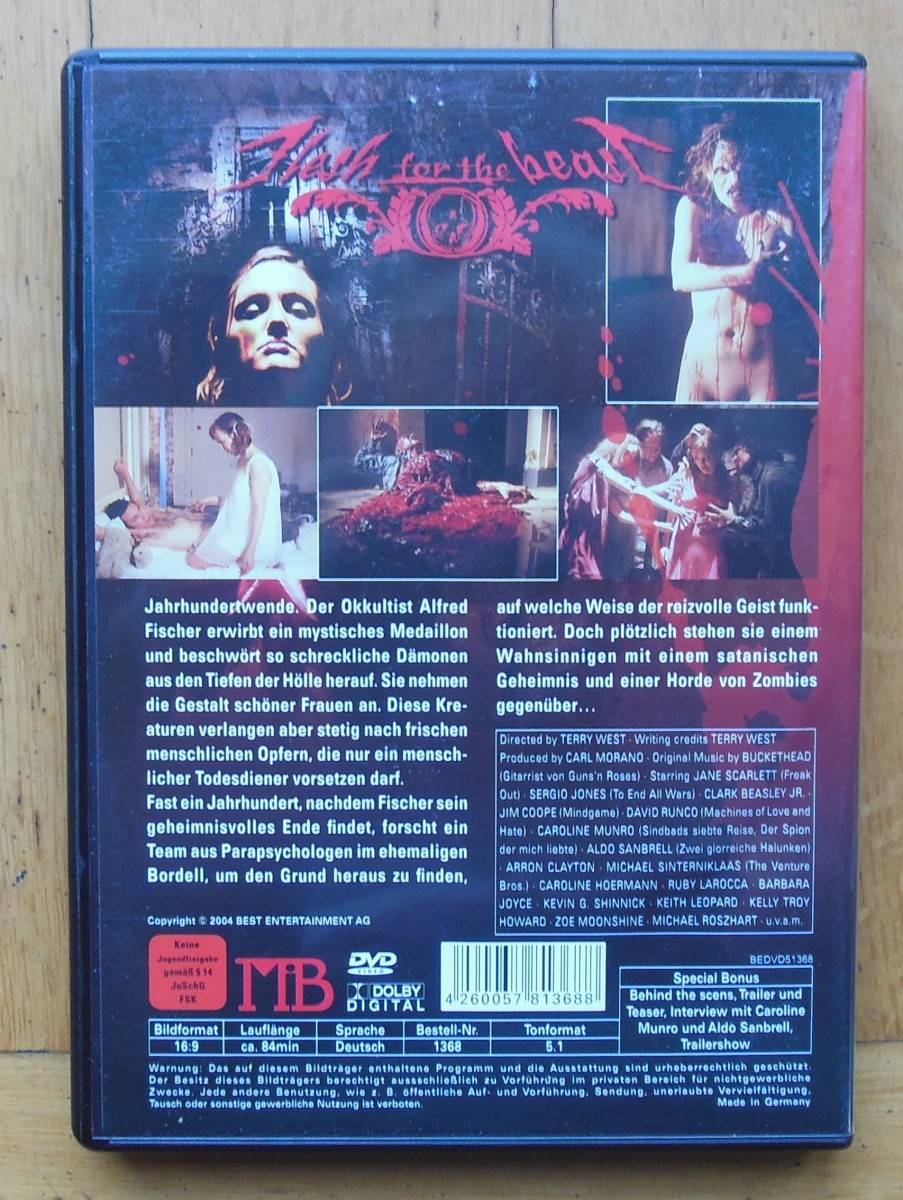 Flesh for the beast
Jahrhundertwende. Der Okkultist Alfred
Fischer erwirbt ein mystisches Medaillon
und beschwört so schreckliche Dämonen
aus den Tiefen der Hölle herauf. Sie nehmen
die Gestalt schöner Frauen an. Diese Kre-
aturen verlangen aber stetig nach frischen
menschlichen Opfern, die nur ein mensch-
licher Todesdiener vorsetzen darf.
Fast ein Jahrhundert, nachdem Fischer sein
geheimnisvolles Ende findet, forscht ein
Team aus Parapsychologen im ehemaligen
Bordell, um den Grund heraus zu finden,
auf welche Weise der reizvolle Geist funk-
tioniert. Doch plötzlich stehen sie einem
Wahnsinnigen mit einem satanischen
Geheimnis und einer Horde von Zombies
gegenüber...
Directed by TERRY WEST · Writing credits TERRY WEST
Produced by CARL MORANO · Original Music by BUCKETHEAD
(Gitarrist von Guns'n Roses) · Starring JANE SCARLETT (Freak
Out) · SERGIO JONES (To End All Wars) · CLARK BEASLEY JR. ·
JIM COOPE (Mindgame) · DAVID RUNCO (Machines of Love and
Hate) · CAROLINE MUNRO (Sindbads siebte Reise, Der Spion
der mich liebte) · ALDO SANBRELL (Zwei glorreiche Halunken)
· ARRON CLAYTON · MICHAEL SINTERNIKLAAS (The Venture
Bros.) · CAROLINE HOERMANN · RUBY LAROCCA · BARBARA
JOYCE · KEVIN G. SHINNICK · KEITH LEOPARD · KELLY TROY
HOWARD · ZOE MOONSHINE · MICHAEL ROSZHART · u.v.a.m.
Copyright © 2004 BEST ENTERTAINMENT AG
Keine
Jugendfreigabe
gemäß § 14
JuSchG
FSK
MiB
DVD
VIDEO
DOLBY
DIGITAL
4 260057 813688
BEDVD51368
Special Bonus
Behind the scens, Trailer und
Teaser, Interview mit Caroline
Munro und Aldo Sanbrell,
Trailershow
Bildformat Lauflänge Sprache Bestell-Nr. Tonformat
16:9 ca. 84min Deutsch 1368 5.1
Warnung: Das auf diesem Bildträger enthaltene Programm und die Ausstattung sind urheberrechtlich geschützt.
Der Besitz dieses Bildträgers berechtigt ausschließlich zu Vorführung im privaten Bereich für nichtgewerbliche
Zwecke. Jede andere Benutzung, wie z. B. öffentliche Auf- und Vorführung, Sendung, unerlaubte Vervielfältigung,
Tausch oder sonstige gewerbliche Nutzung ist verboten.
Made in Germany